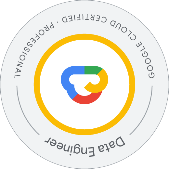 GOOGLE CLOUD CERTIFIED · PROFESSIONAL
Data Engineer